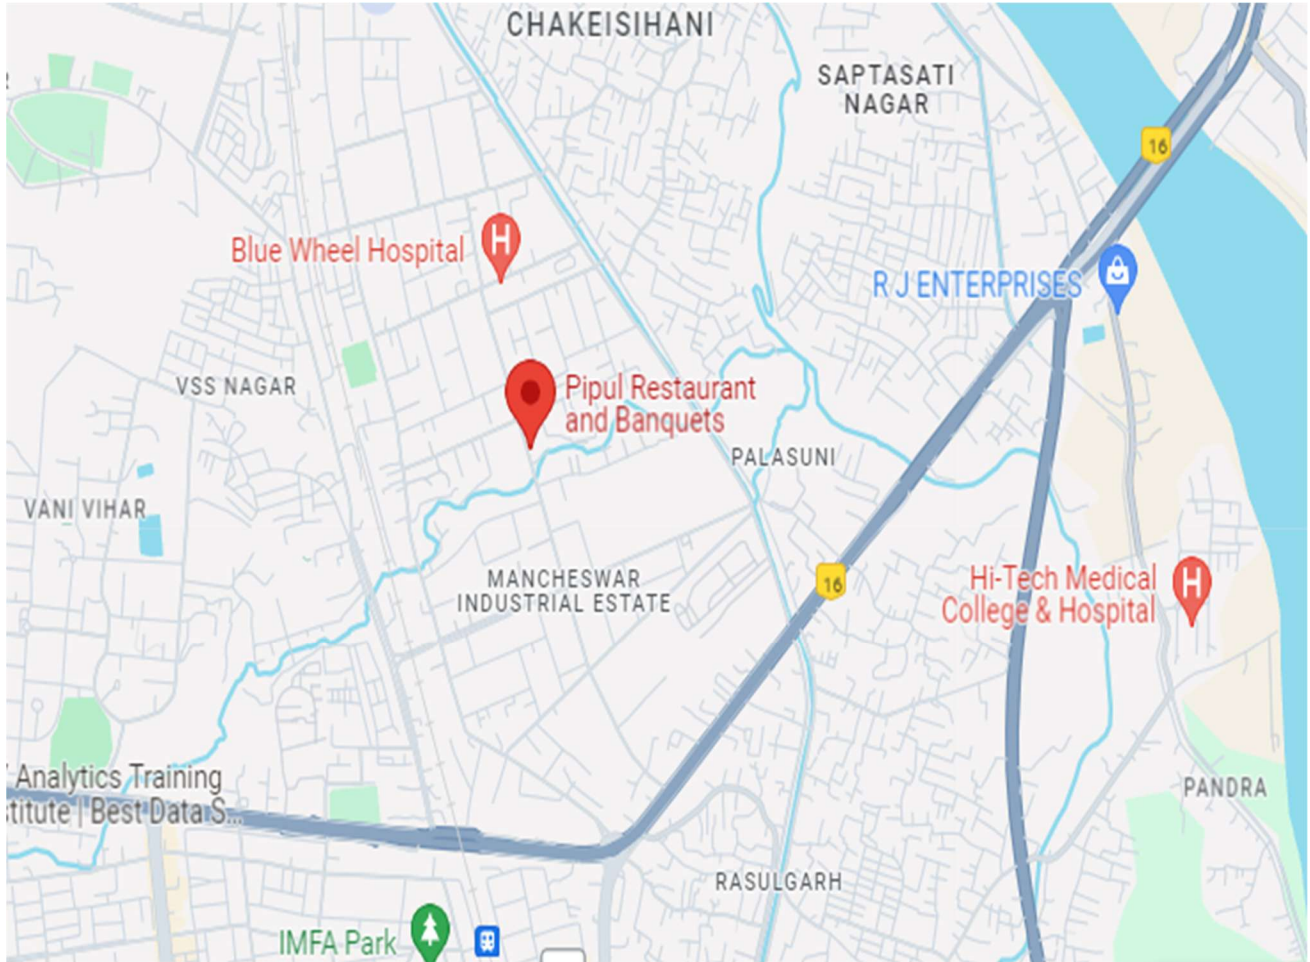 CHAKEISIHANI
SAPTASATI
NAGAR
16
Blue Wheel Hospital
R J ENTERPRISES
VSS NAGAR
Pipul Restaurant
and Banquets
PALASUNI
VANI VIHAR
MANCHESWAR
INDUSTRIAL ESTATE
16
Hi-Tech Medical
College & Hospital
Analytics Training
stitute | Best Data S...
PANDRA
RASULGARH
IMFA Park